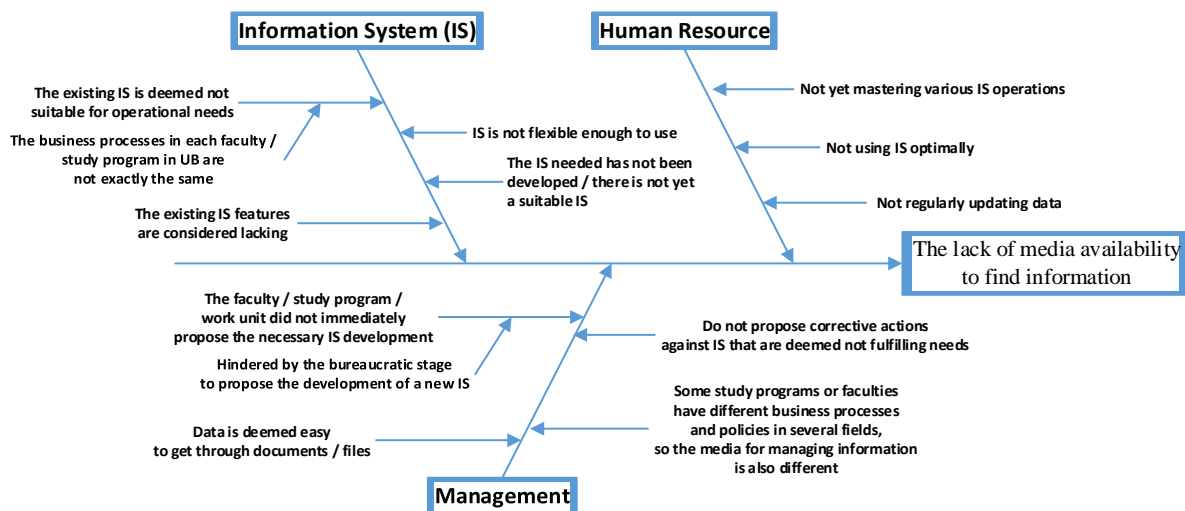 Information System (IS)
Human Resource
The existing IS is deemed not
suitable for operational needs
The business processes in each faculty /
study program in UB are
not exactly the same
The existing IS features
are considered lacking
IS is not flexible enough to use
The IS needed has not been
developed / there is not yet
a suitable IS
Not yet mastering various IS operations
Not using IS optimally
Not regularly updating data
The lack of media availability
to find information
The faculty / study program /
work unit did not immediately
propose the necessary IS development
Hindered by the bureaucratic stage
to propose the development of a new IS
Data is deemed easy
to get through documents / files
Do not propose corrective actions
against IS that are deemed not fulfilling needs
Some study programs or faculties
have different business processes
and policies in several fields,
so the media for managing information
is also different
Management